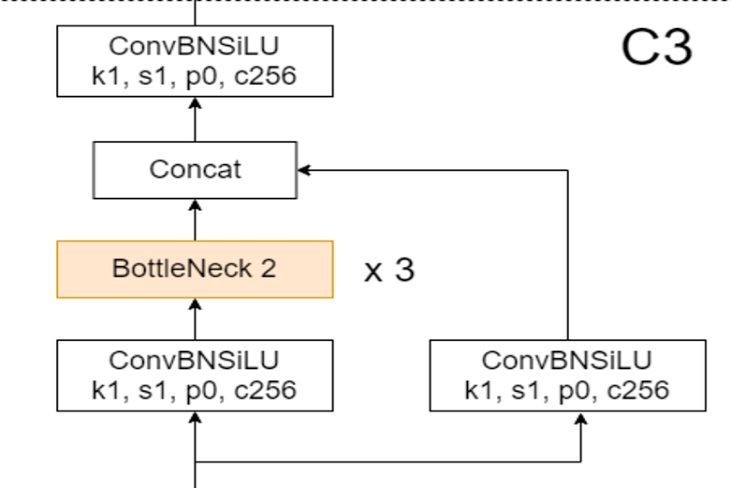 C3
ConvBNSiLU
k1, s1, p0, c256
Concat
BottleNeck 2
x 3
ConvBNSiLU
k1, s1, p0, c256
ConvBNSiLU
k1, s1, p0, c256